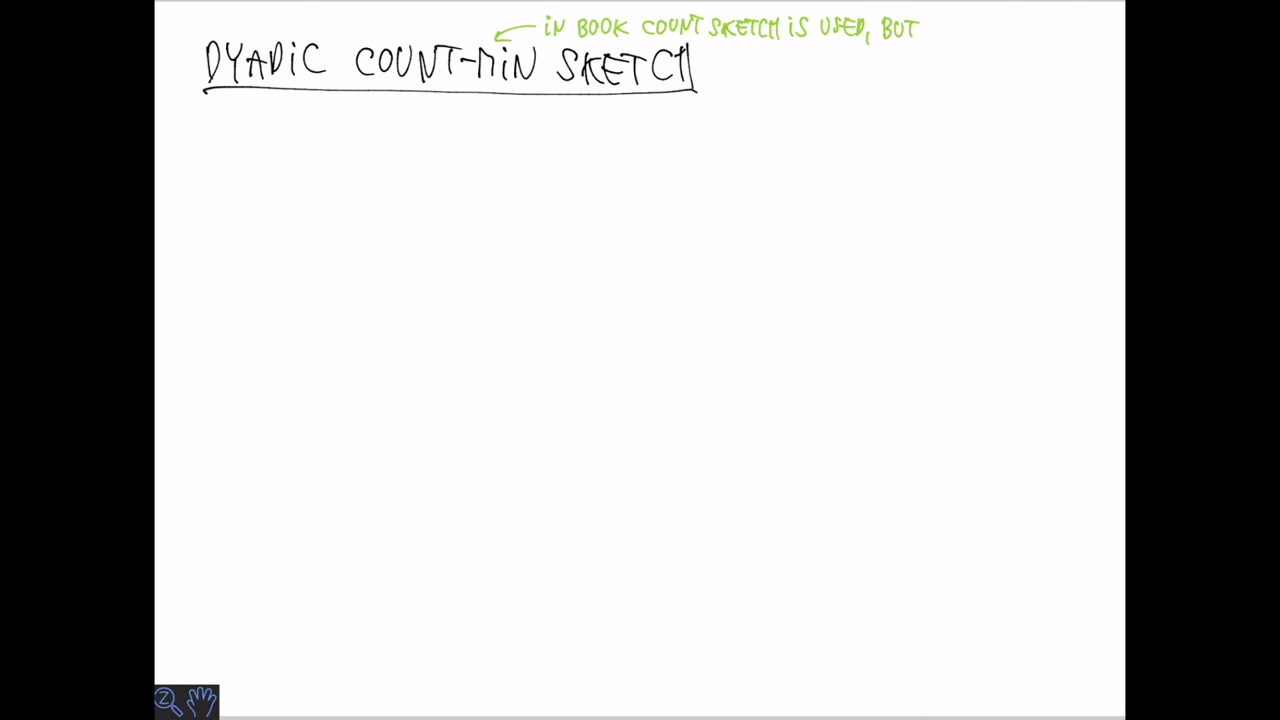 iN BOOK COUNT SKETCH iS USED, BUT
DYADiC COUNT-MiN SKETCH